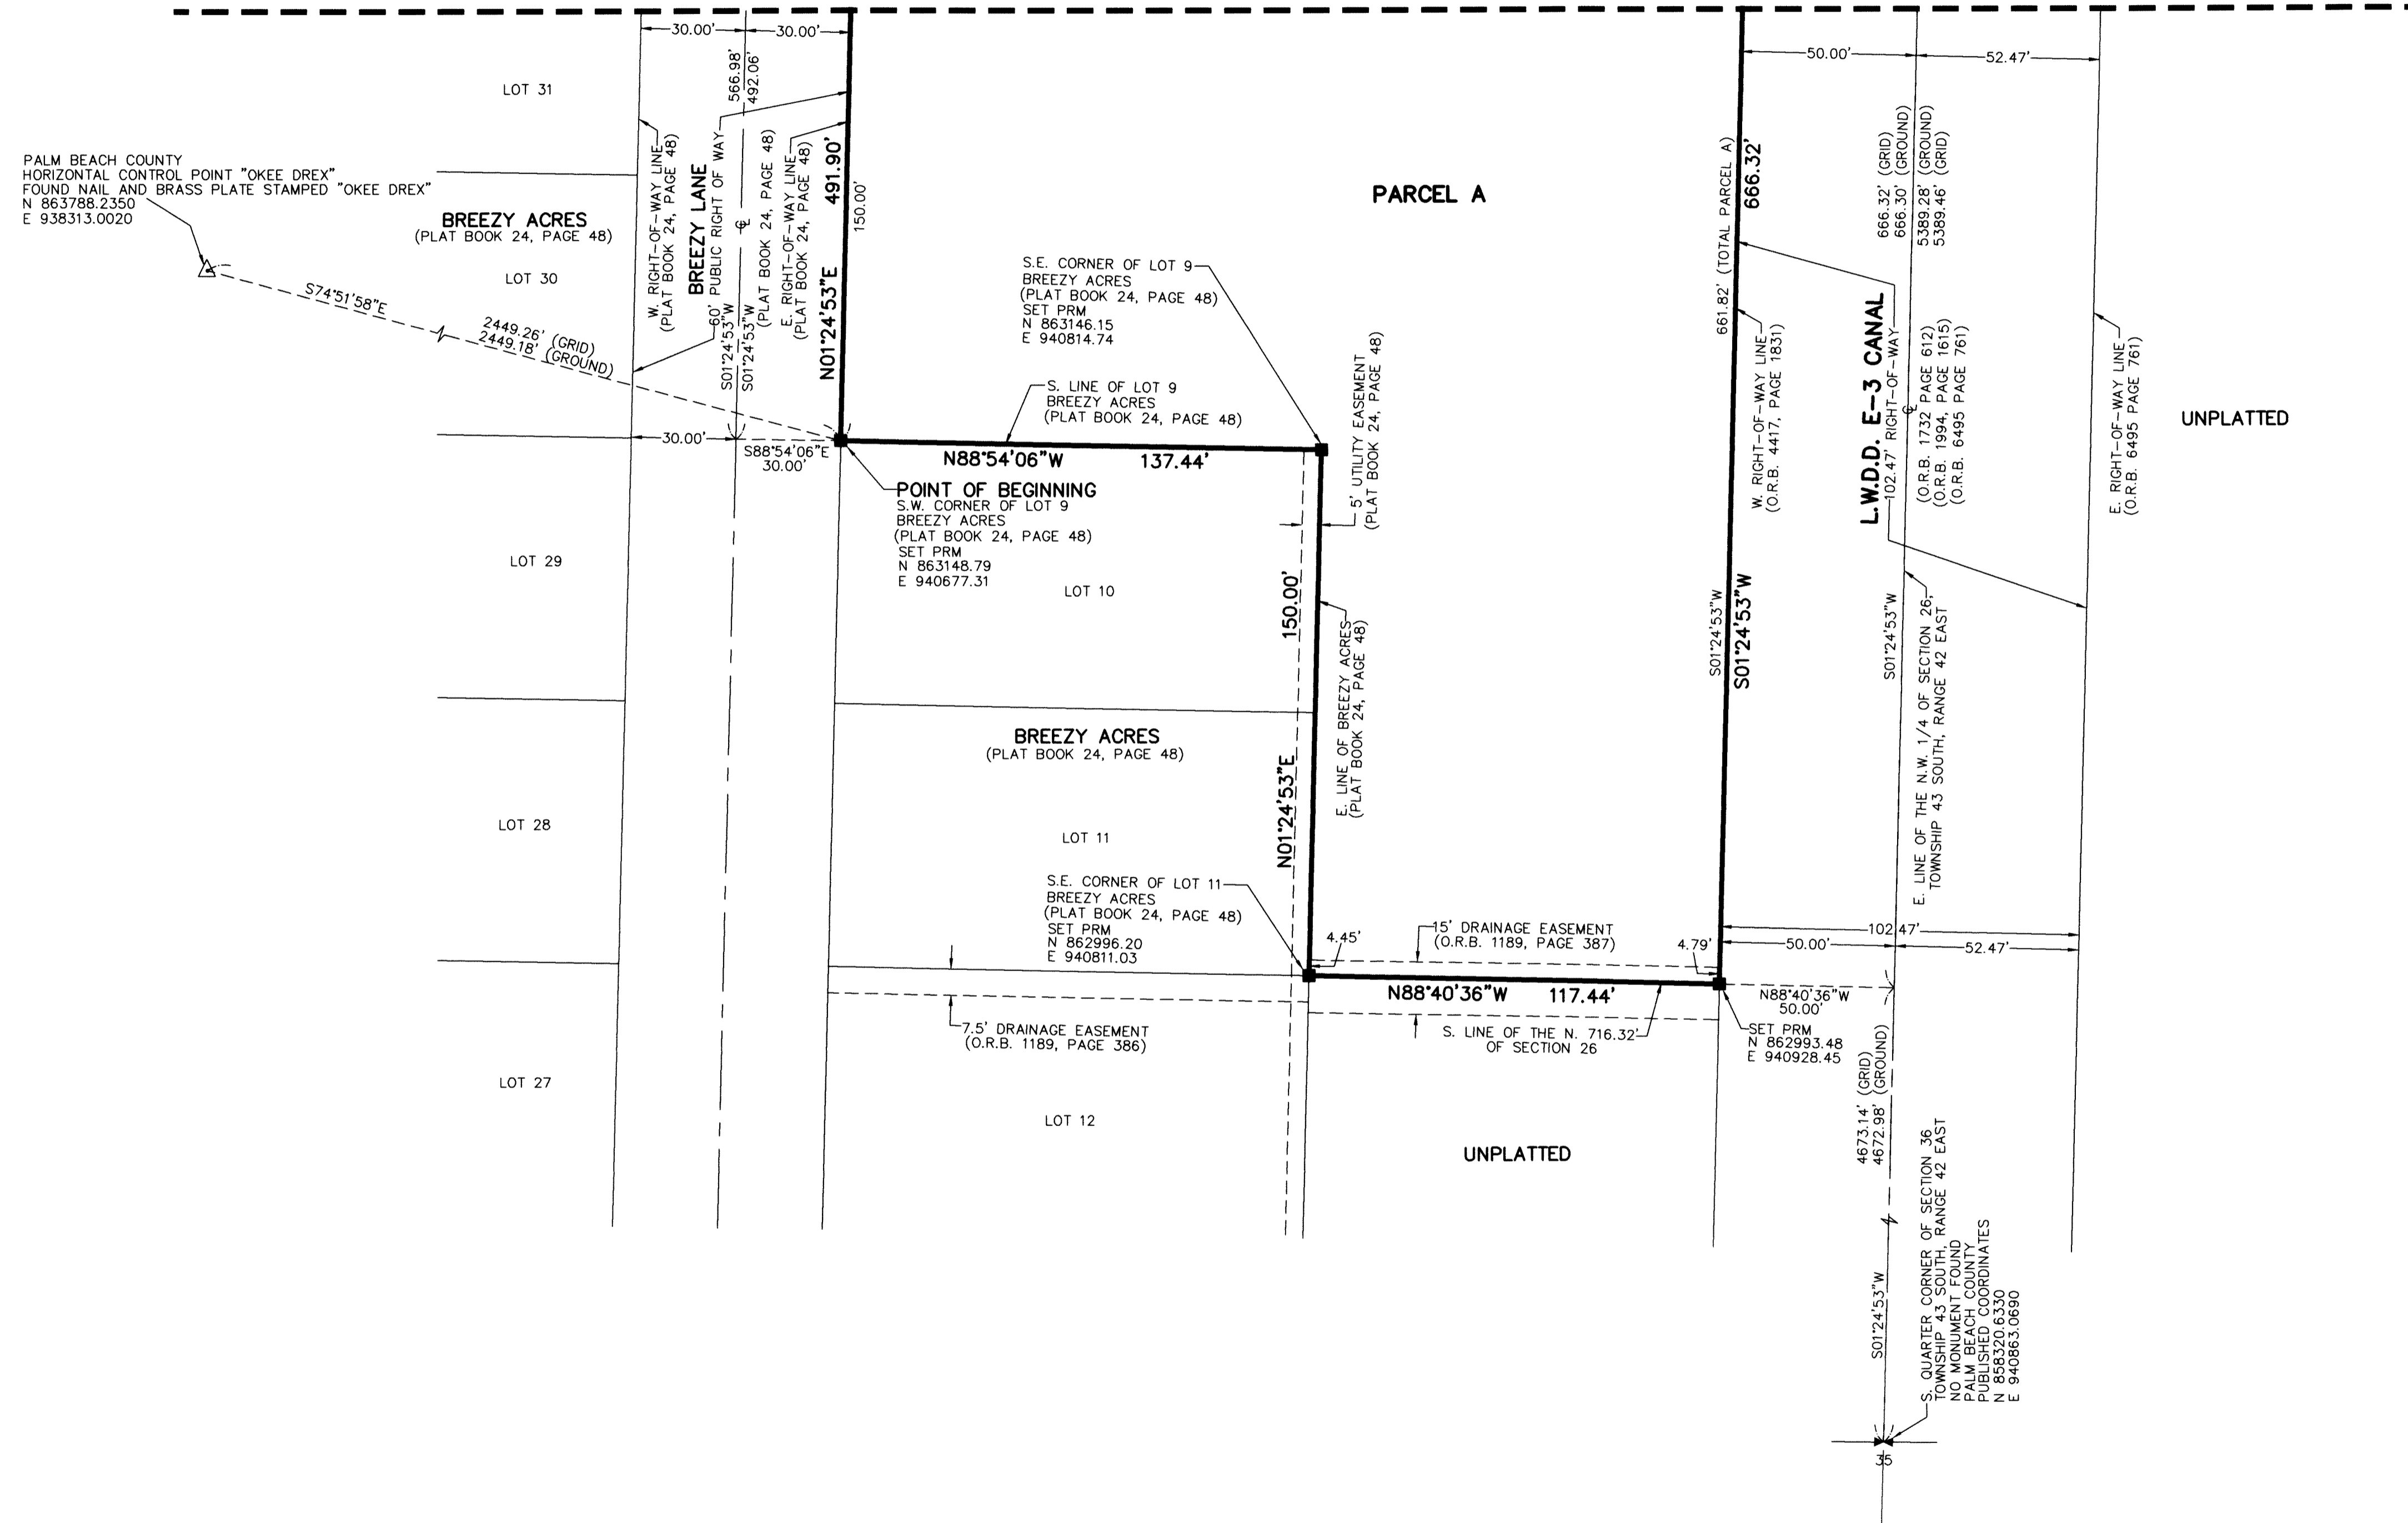 30.00' 30.00'
50.00' 52.47'
LOT 31
566.98'
492.06'
PALM BEACH COUNTY
HORIZONTAL CONTROL POINT "OKEE DREX"
FOUND NAIL AND BRASS PLATE STAMPED "OKEE DREX"
N 863788.2350
E 938313.0020
BREEZY ACRES
(PLAT BOOK 24, PAGE 48)
LOT 30
S74°51'58"E
2449.26' (GRID)
2449.18' (GROUND)
W. RIGHT-OF-WAY LINE
(PLAT BOOK 24, PAGE 48)
BREEZY LANE
60' PUBLIC RIGHT OF WAY
S01°24'53"W
S01°24'53"W
(PLAT BOOK 24, PAGE 48)
E. RIGHT-OF-WAY LINE
(PLAT BOOK 24, PAGE 48)
N01°24'53"E 491.90'
150.00'
PARCEL A
S.E. CORNER OF LOT 9
BREEZY ACRES
(PLAT BOOK 24, PAGE 48)
SET PRM
N 863146.15
E 940814.74
S. LINE OF LOT 9
BREEZY ACRES
(PLAT BOOK 24, PAGE 48)
5' UTILITY EASEMENT
(PLAT BOOK 24, PAGE 48)
661.82' (TOTAL PARCEL A)
666.32'
W. RIGHT-OF-WAY LINE
(O.R.B. 4417, PAGE 1831)
666.32' (GRID)
666.30' (GROUND)
5389.28' (GROUND)
5389.46' (GRID)
L.W.D.D. E-3 CANAL
102.47' RIGHT-OF-WAY
(O.R.B. 1732 PAGE 612)
(O.R.B. 1994, PAGE 1615)
(O.R.B. 6495 PAGE 761)
E. RIGHT-OF-WAY LINE
(O.R.B. 6495 PAGE 761)
UNPLATTED
30.00'
S88°54'06"E
30.00'
N88°54'06"W 137.44'
POINT OF BEGINNING
S.W. CORNER OF LOT 9
BREEZY ACRES
(PLAT BOOK 24, PAGE 48)
SET PRM
N 863148.79
E 940677.31
LOT 29
LOT 10
150.00'
N01°24'53"E
E. LINE OF BREEZY ACRES
(PLAT BOOK 24, PAGE 48)
S01°24'53"W
S01°24'53"W
S01°24'53"W
E. LINE OF THE N.W. 1/4 OF SECTION 26,
TOWNSHIP 43 SOUTH, RANGE 42 EAST
BREEZY ACRES
(PLAT BOOK 24, PAGE 48)
LOT 28
LOT 11
S.E. CORNER OF LOT 11
BREEZY ACRES
(PLAT BOOK 24, PAGE 48)
SET PRM
N 862996.20
E 940811.03
4.45'
15' DRAINAGE EASEMENT
(O.R.B. 1189, PAGE 387)
4.79'
102.47'
50.00' 52.47'
N88°40'36"W 117.44'
N88°40'36"W
50.00'
7.5' DRAINAGE EASEMENT
(O.R.B. 1189, PAGE 386)
S. LINE OF THE N. 716.32'
OF SECTION 26
SET PRM
N 862993.48
E 940928.45
LOT 27
LOT 12
UNPLATTED
4673.14' (GRID)
4672.98' (GROUND)
S01°24'53"W
S. QUARTER CORNER OF SECTION 36
TOWNSHIP 43 SOUTH, RANGE 42 EAST
NO MONUMENT FOUND
PALM BEACH COUNTY
PUBLISHED COORDINATES
N 858320.6330
E 940863.0690
35